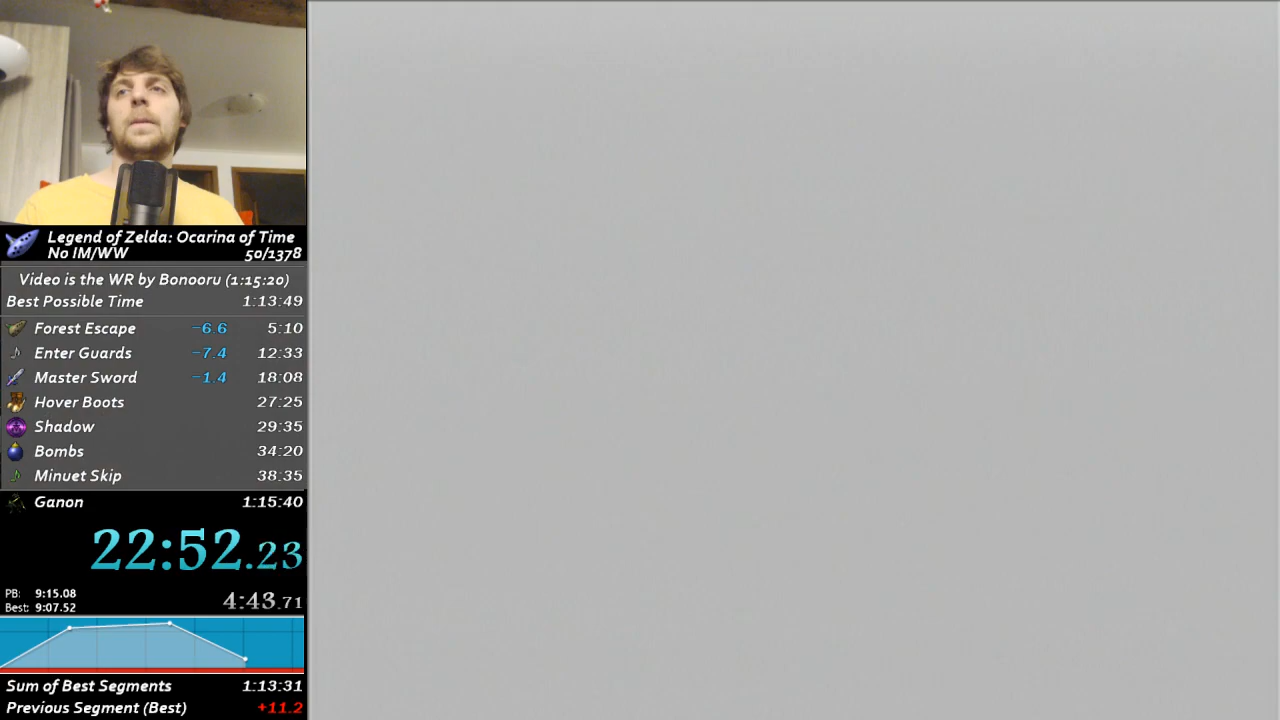 Legend of Zelda: Ocarina of Time
No IM/WW 50/1378
Video is the WR by Bonooru (1:15:20)
Best Possible Time 1:13:49
Forest Escape -6.6 5:10
Enter Guards -7.4 12:33
Master Sword -1.4 18:08
Hover Boots 27:25
Shadow 29:35
Bombs 34:20
Minuet Skip 38:35
Ganon 1:15:40
22:52.23
PB: 9:15.08
Best: 9:07.52
4:43.71
Sum of Best Segments 1:13:31
Previous Segment (Best) +11.2